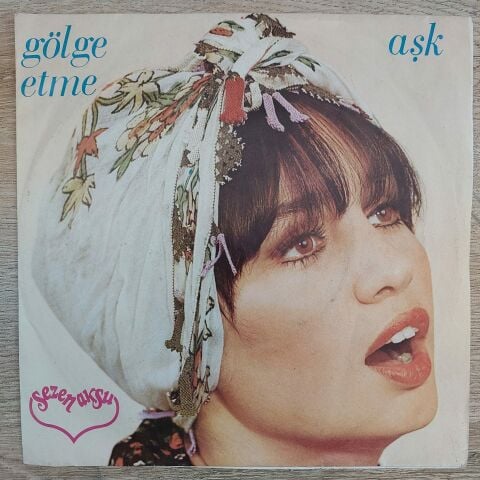 gölge
etme
aşk
sezen aksu